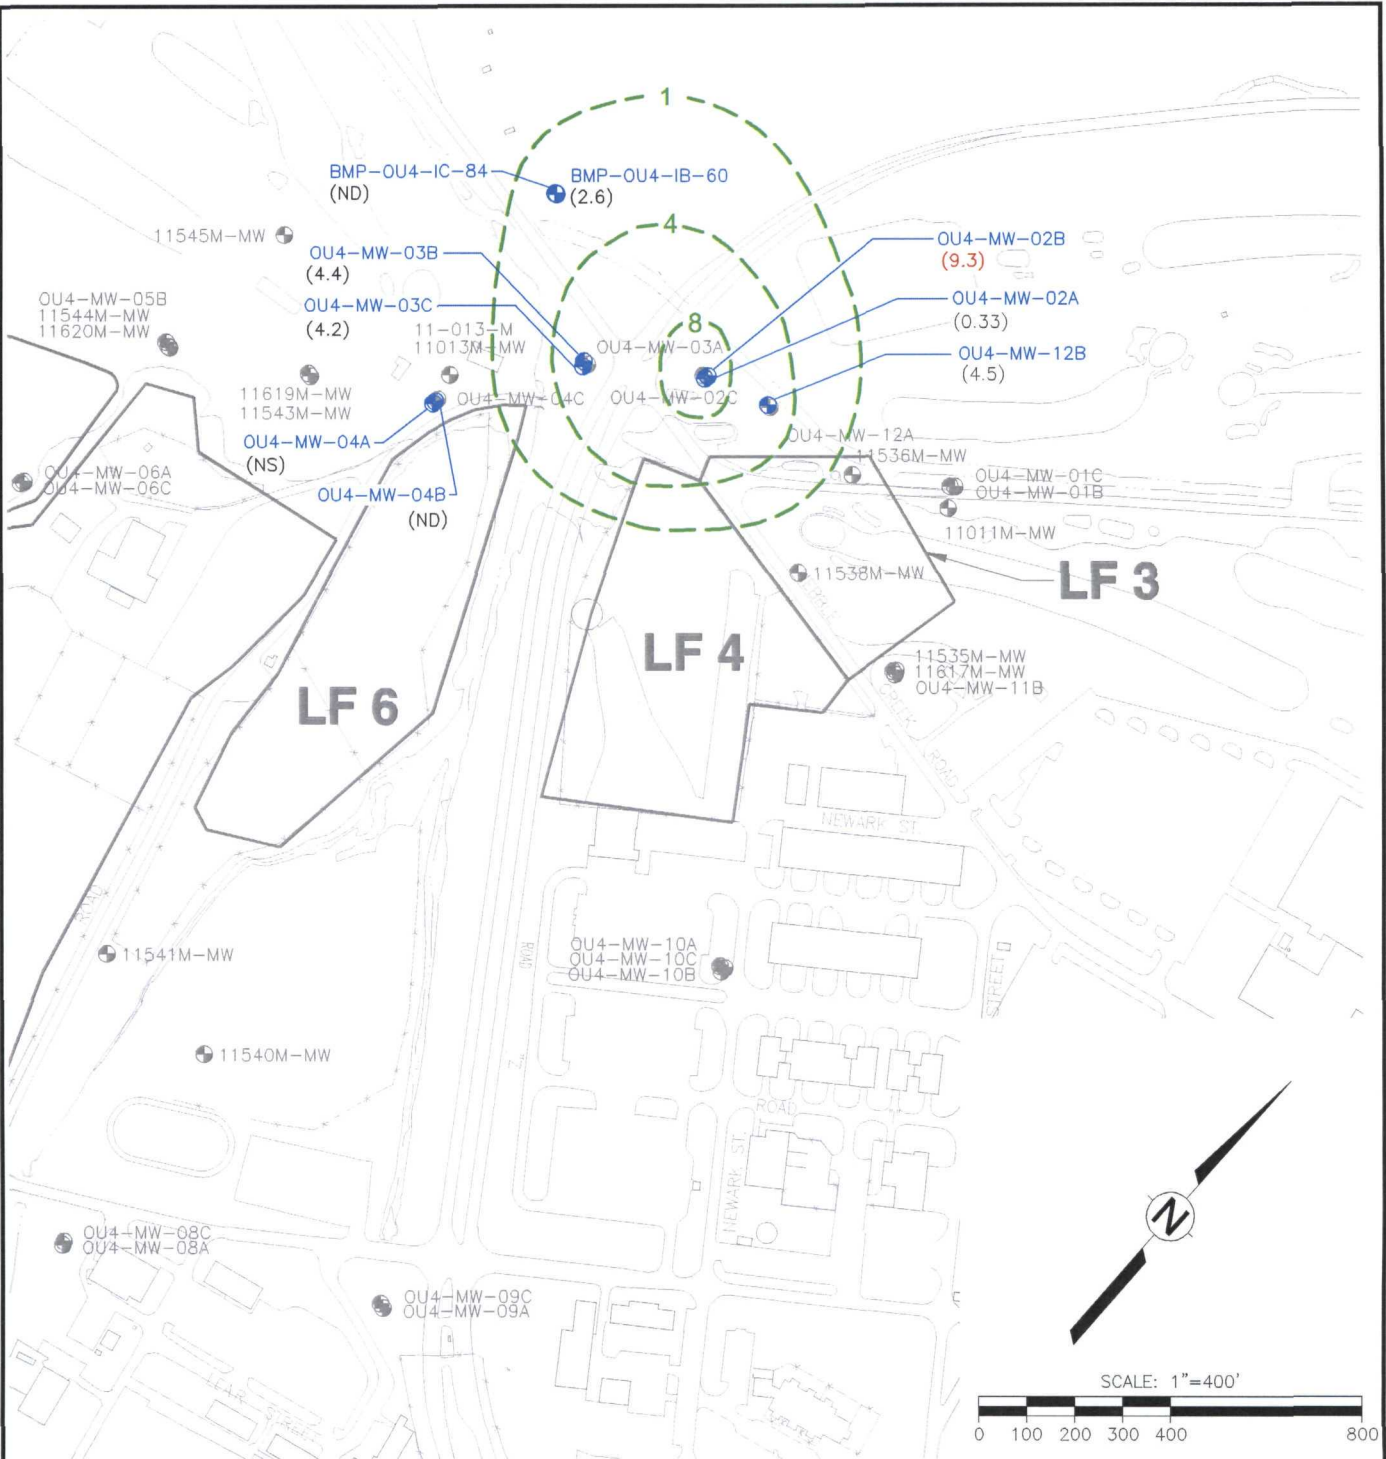 1
BMP-OU4-IC-84
(ND)
BMP-OU4-IB-60
(2.6)
4
11545M-MW
OU4-MW-03B
(4.4)
OU4-MW-02B
(9.3)
OU4-MW-03C
(4.2)
OU4-MW-02A
(0.33)
OU4-MW-05B
11544M-MW
11620M-MW
11-013-M
11013M-MW
8
OU4-MW-03A
OU4-MW-12B
(4.5)
11619M-MW
11543M-MW
OU4-MW-04C
OU4-MW-02C
OU4-MW-04A
(NS)
OU4-MW-12A
11536M-MW
OU4-MW-06A
OU4-MW-06C
OU4-MW-04B
(ND)
OU4-MW-01C
OU4-MW-01B
11011M-MW
11538M-MW
LF 3
LF 4
LF 6
11535M-MW
11617M-MW
OU4-MW-11B
ROAD
NEWARK ST.
ROAD
11541M-MW
ROAD
OU4-MW-10A
OU4-MW-10C
OU4-MW-10B
STREET
11540M-MW
ROAD
NEWARK ST.
OU4-MW-08C
OU4-MW-08A
OU4-MW-09C
OU4-MW-09A
STREET
N
SCALE: 1"=400'
0 100 200 300 400 800